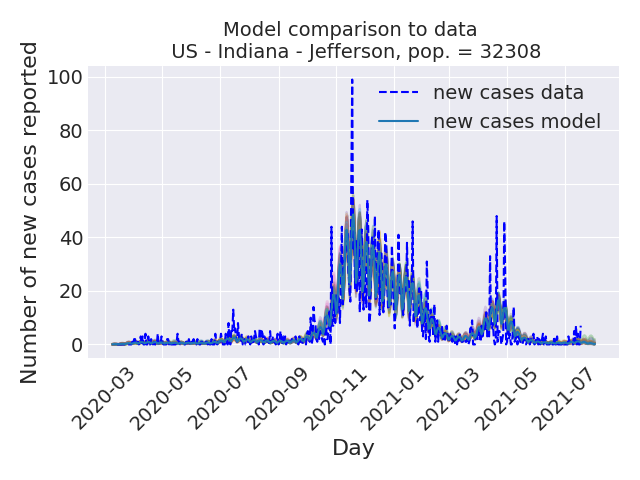 Model comparison to data
US - Indiana - Jefferson, pop. = 32308
Number of new cases reported
100
80
60
40
20
0
new cases data
new cases model
2020-03
2020-05
2020-07
2020-09
2020-11
2021-01
2021-03
2021-05
2021-07
Day